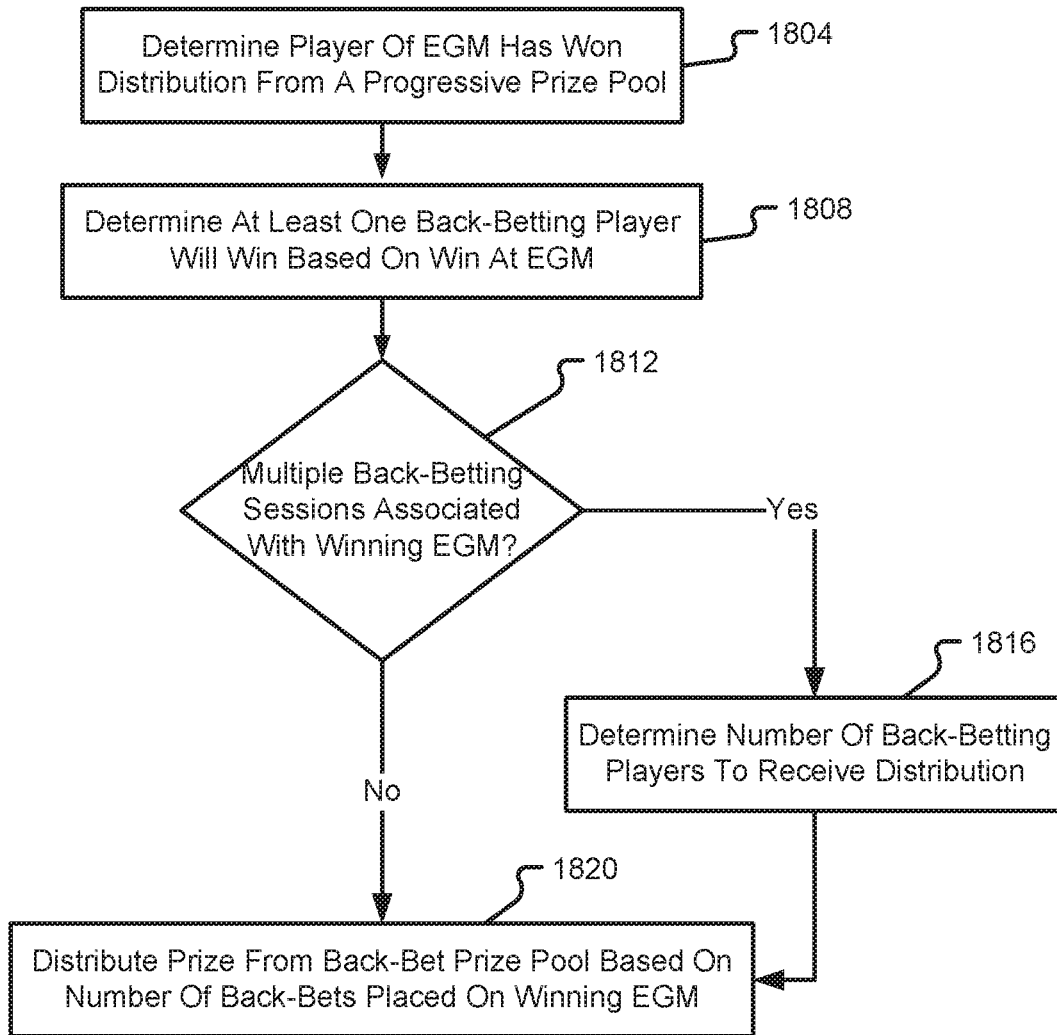 Determine Player Of EGM Has Won
Distribution From A Progressive Prize Pool
1804
Determine At Least One Back-Betting Player
Will Win Based On Win At EGM
1808
1812
Multiple Back-Betting
Sessions Associated
With Winning EGM?
Yes
1816
Determine Number Of Back-Betting
Players To Receive Distribution
No
1820
Distribute Prize From Back-Bet Prize Pool Based On
Number Of Back-Bets Placed On Winning EGM